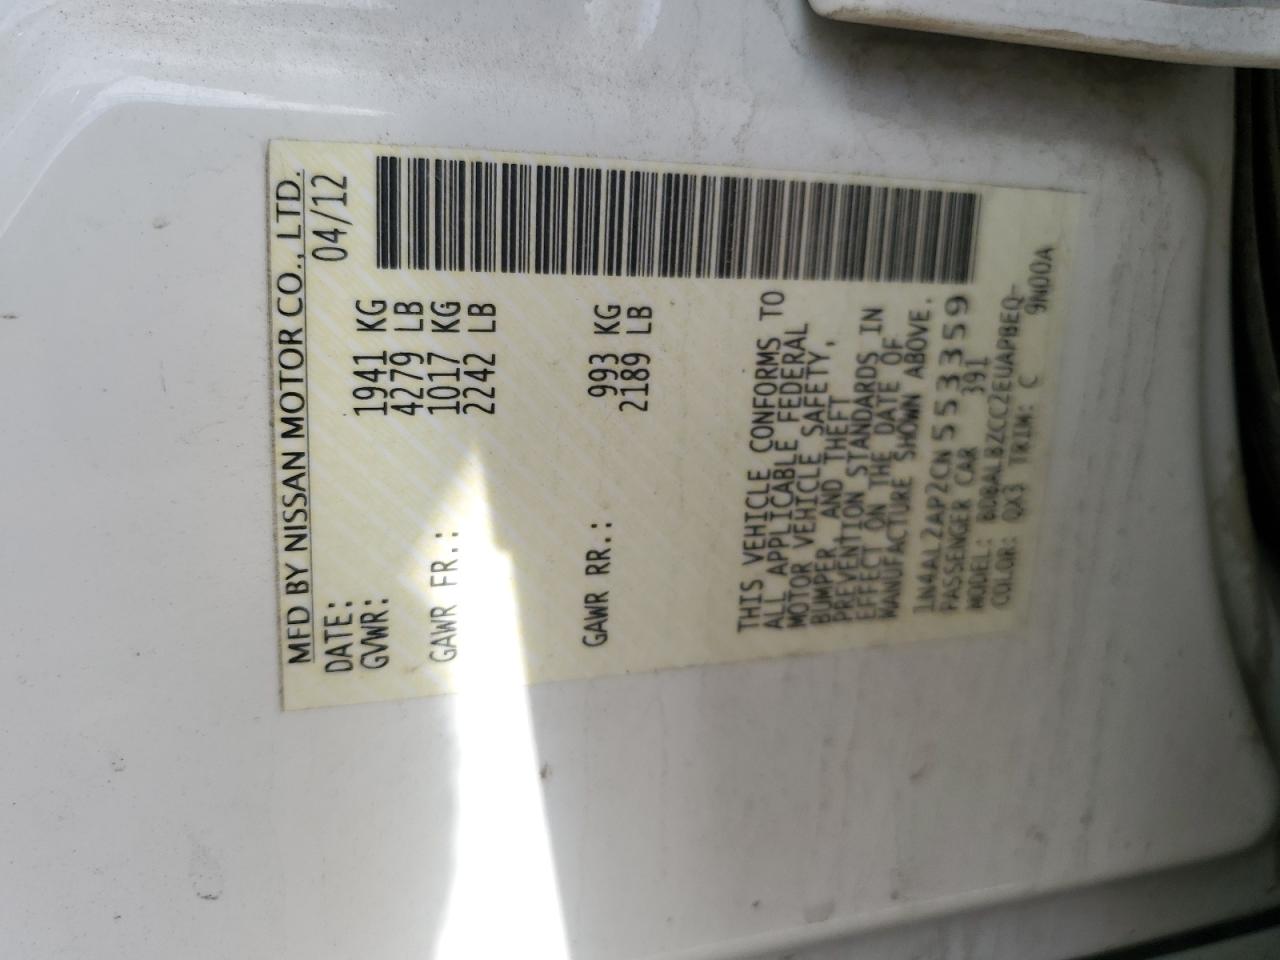 MFD BY NISSAN MOTOR CO., LTD.
DATE: 04/12
GVWR: 1941 KG
4279 LB
GAWR FR.: 1017 KG
2242 LB
GAWR RR.: 993 KG
2189 LB
THIS VEHICLE CONFORMS TO
ALL APPLICABLE FEDERAL
MOTOR VEHICLE SAFETY,
BUMPER AND THEFT
PREVENTION STANDARDS IN
EFFECT ON THE DATE OF
MANUFACTURE SHOWN ABOVE.
1N4AL2AP2CN553359
PASSENGER CAR 391
MODEL: BDBALBZCC2EUAPBEQ-
COLOR: QX3 TRIM: C 9N00A